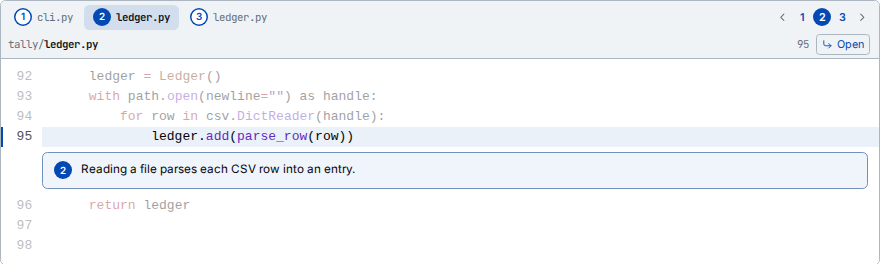 1 cli.py 2 ledger.py 3 ledger.py 1 2 3
tally/ledger.py 95 Open
92 ledger = Ledger()
93 with path.open(newline="") as handle:
94 for row in csv.DictReader(handle):
95 ledger.add(parse_row(row))
2 Reading a file parses each CSV row into an entry.
96 return ledger
97
98